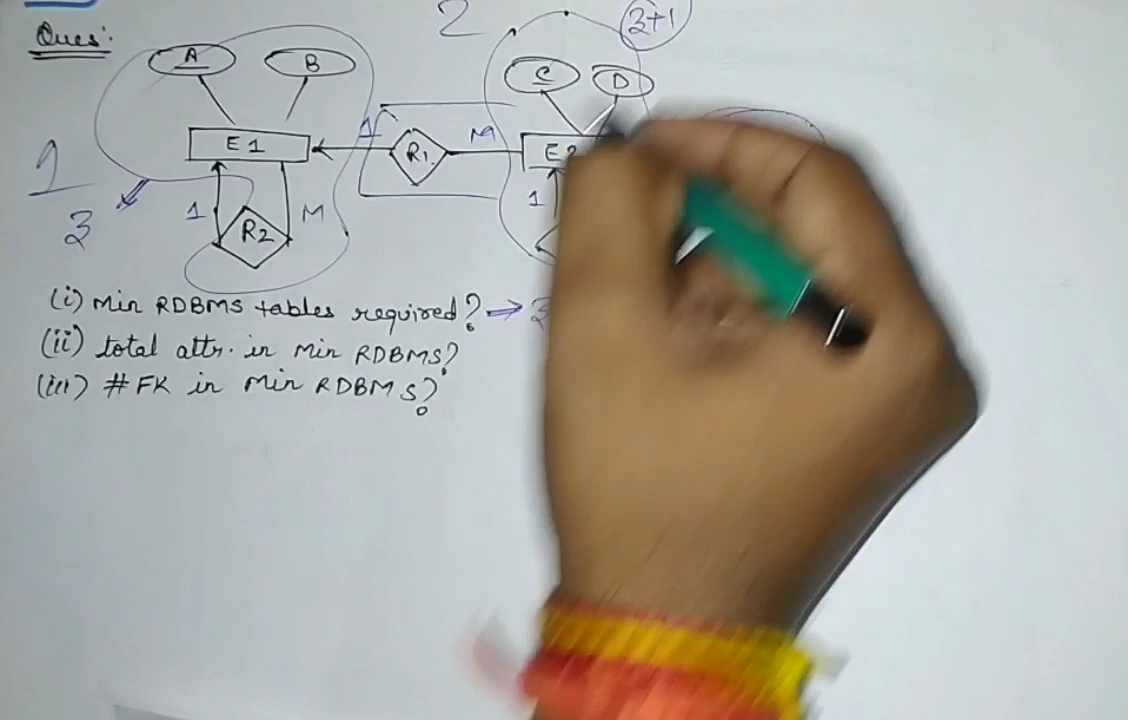 Ques:
2
3+1
A B C D
E1 1 R1 M
1
1 R2 M 1
3
(i) Min RDBMS tables required? ⇒ 3
(ii) total attr. in Min RDBMS?
(iii) # FK in Min RDBMS?